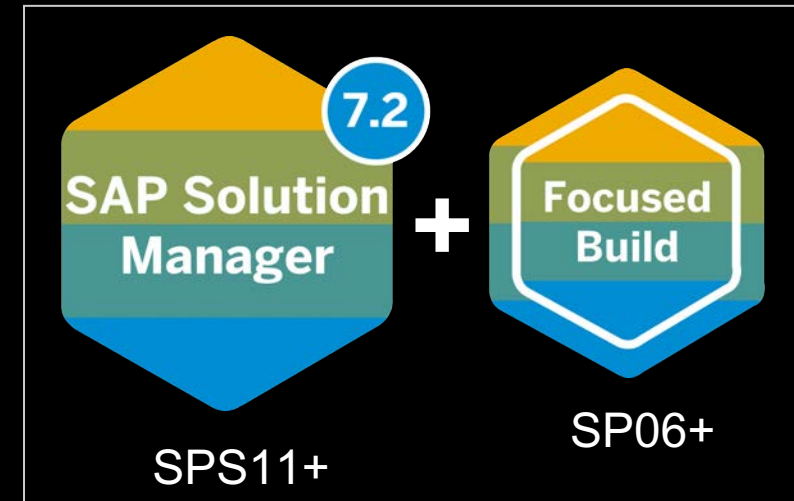 7.2
SAP Solution
Manager
+
Focused
Build
SPS11+
SP06+